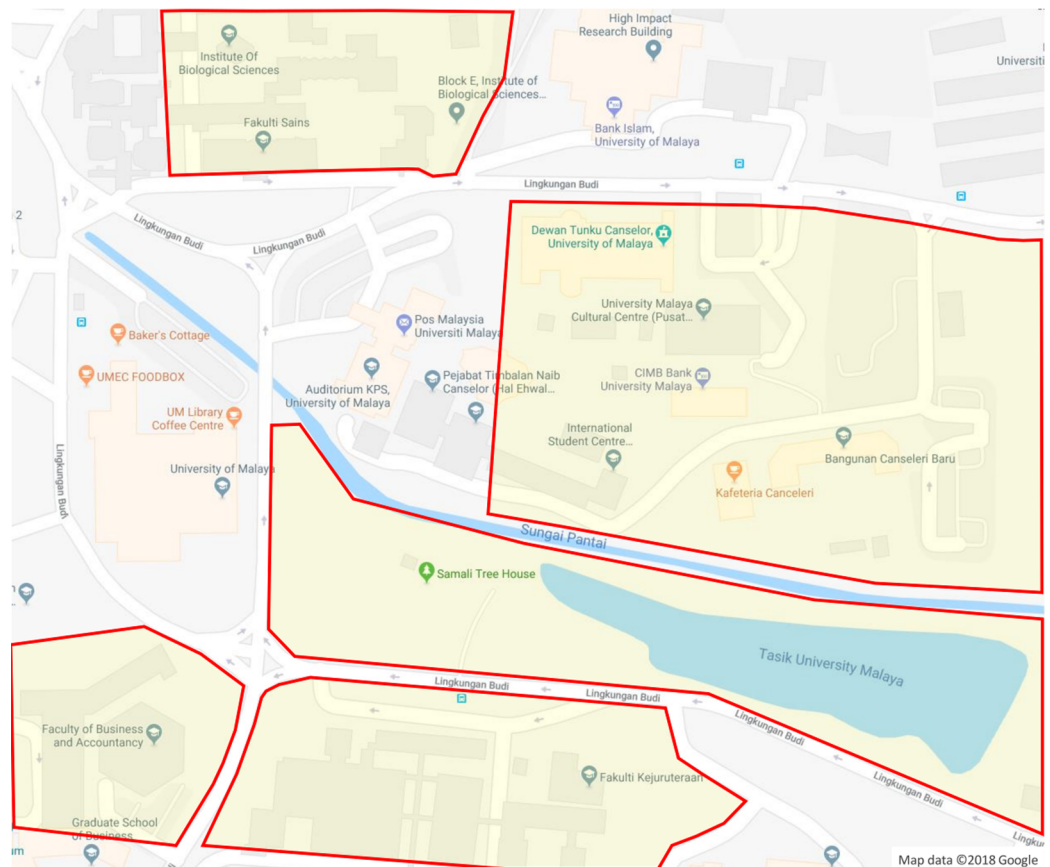 High Impact
Research Building
Universiti
Institute Of
Biological Sciences
Block E, Institute of
Biological Sciences...
Fakulti Sains
Bank Islam,
University of Malaya
Lingkungan Budi
2
Lingkungan Budi
Lingkungan Budi
Dewan Tunku Canselor,
University of Malaya
University Malaya
Cultural Centre (Pusat...
Pos Malaysia
Universiti Malaya
Baker's Cottage
UMEC FOODBOX
Auditorium KPS,
University of Malaya
Pejabat Timbalan Naib
Canselor (Hal Ehwal...
CIMB Bank
University Malaya
UM Library
Coffee Centre
International
Student Centre...
Bangunan Canseleri Baru
University of Malaya
Kafeteria Canceleri
Lingkungan Budi
Sungai Pantai
Samali Tree House
n
...
Tasik University Malaya
Lingkungan Budi
Lingkungan Budi
Lingkungan Budi
Lingkungan Budi
Faculty of Business
and Accountancy
Fakulti Kejuruteraan
Graduate School
of Business
Lingku
am
Map data ©2018 Google